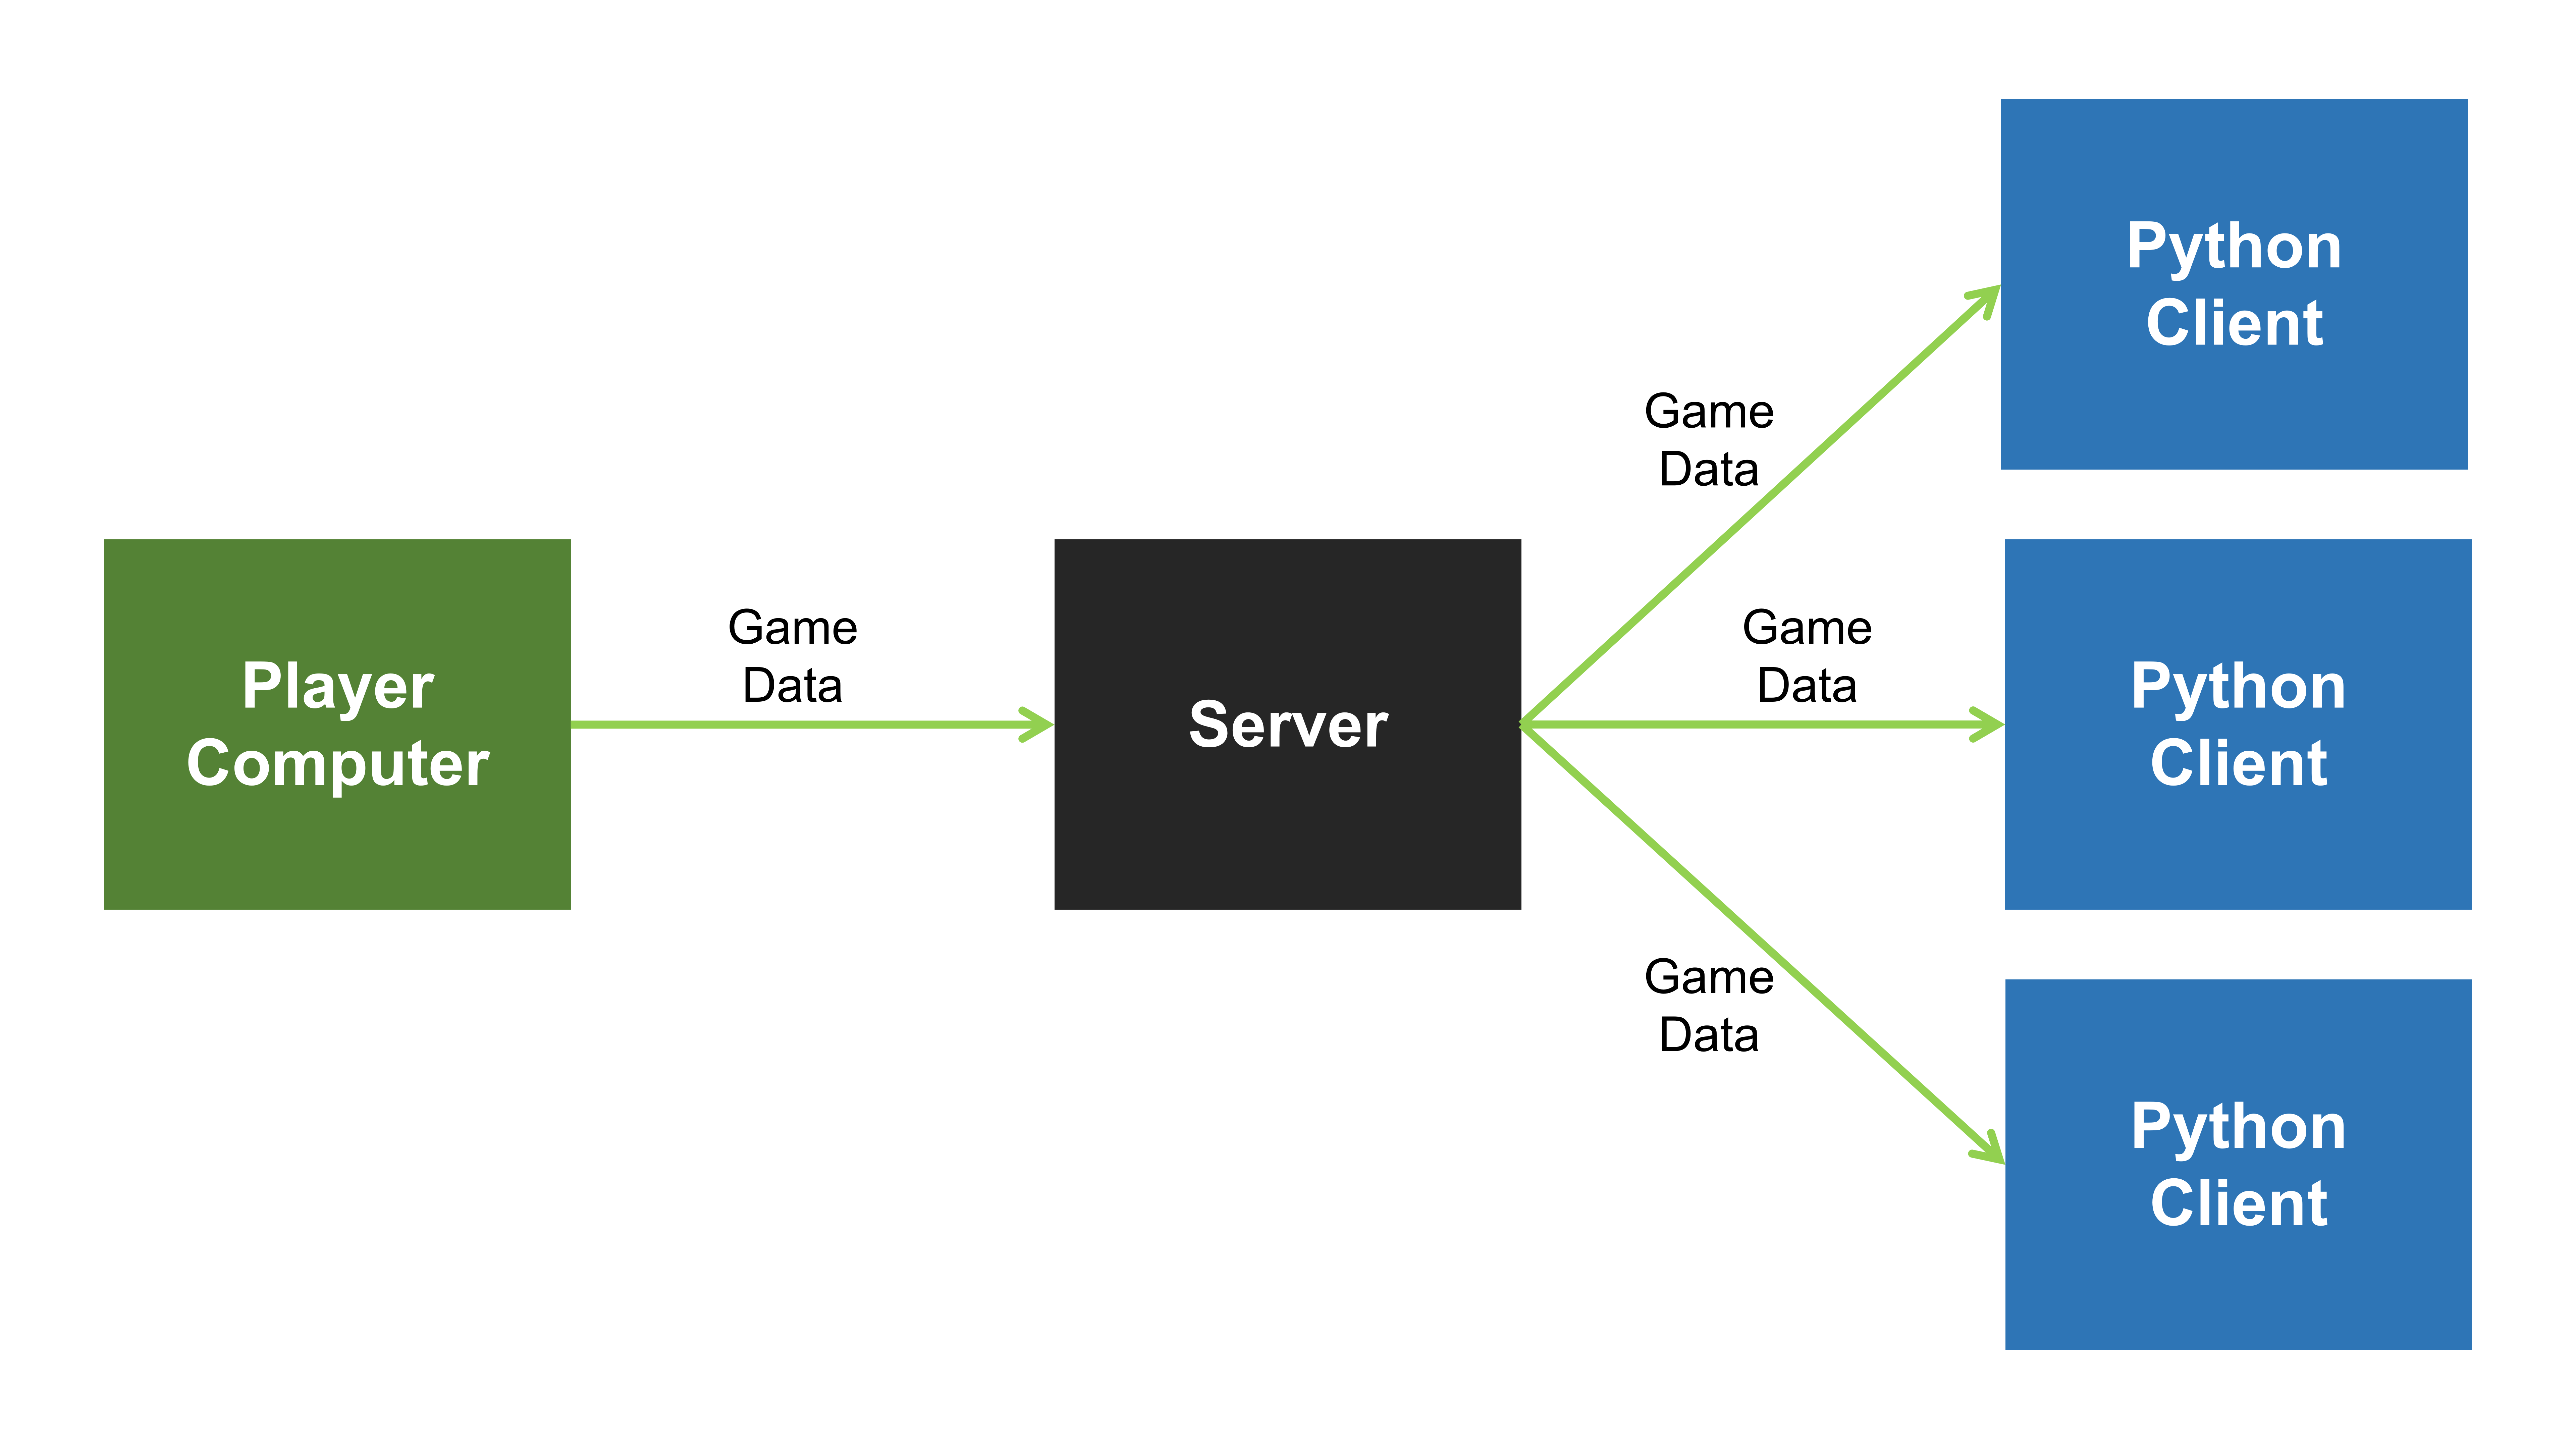 Player
Computer
Game
Data
Server
Game
Data
Python
Client
Game
Data
Python
Client
Game
Data
Python
Client